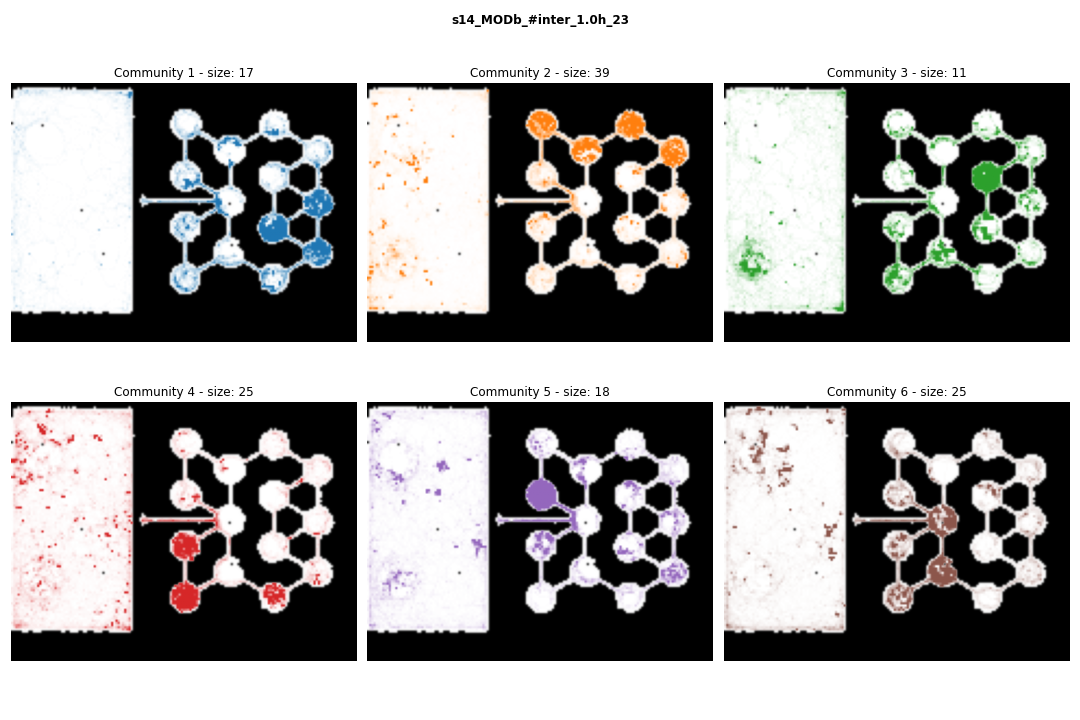 s14_MODb_#inter_1.0h_23
Community 1 - size: 17
Community 2 - size: 39
Community 3 - size: 11
Community 4 - size: 25
Community 5 - size: 18
Community 6 - size: 25